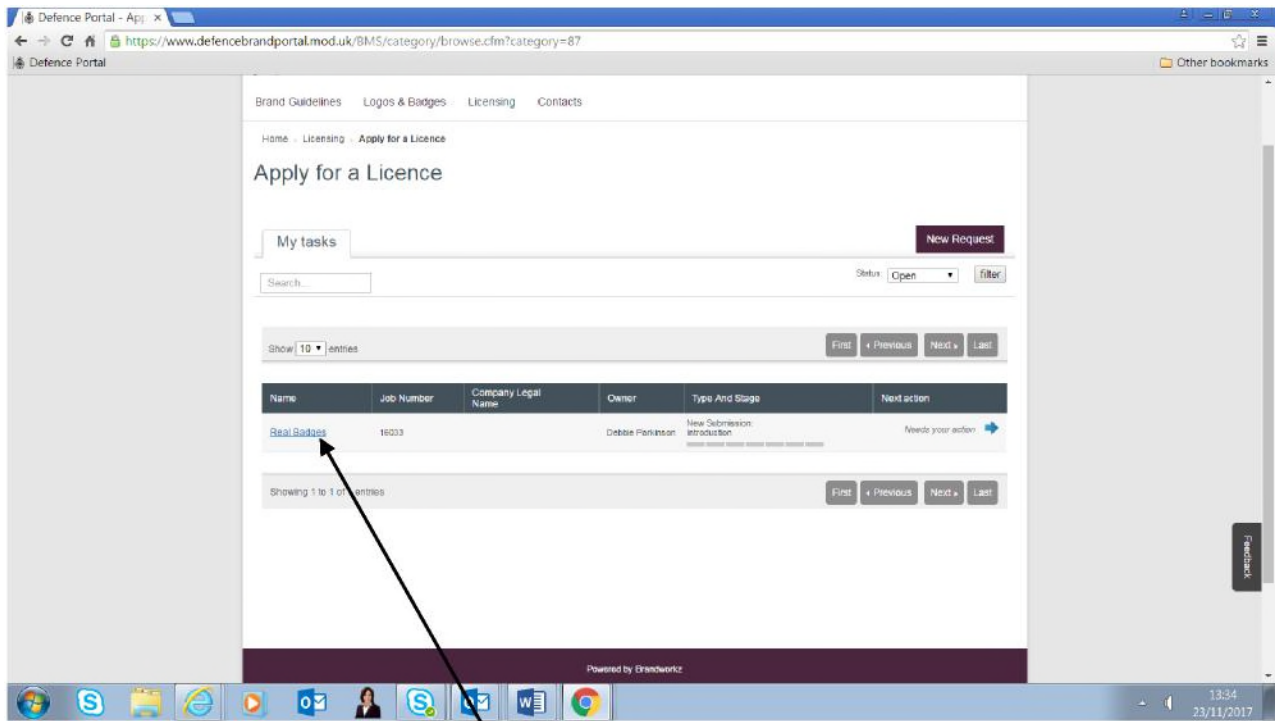 Defence Portal - App
https://www.defencebrandportal.mod.uk/BMS/category/browse.cfm?category=87
Defence Portal
Other bookmarks
Brand Guidelines Logos & Badges Licensing Contacts
Home Licensing Apply for a Licence
Apply for a Licence
My tasks
New Request
Search...
Status: Open filter
Show 10 entries
First Previous Next Last
Name Job Number Company Legal Name Owner Type And Stage Next action
Real Badges 16033 Debbie Parkinson New Submission: Introduction Needs your action
Showing 1 to 1 of entries
First Previous Next Last
Feedback
Powered by Brandworkz
13:34
23/11/2017